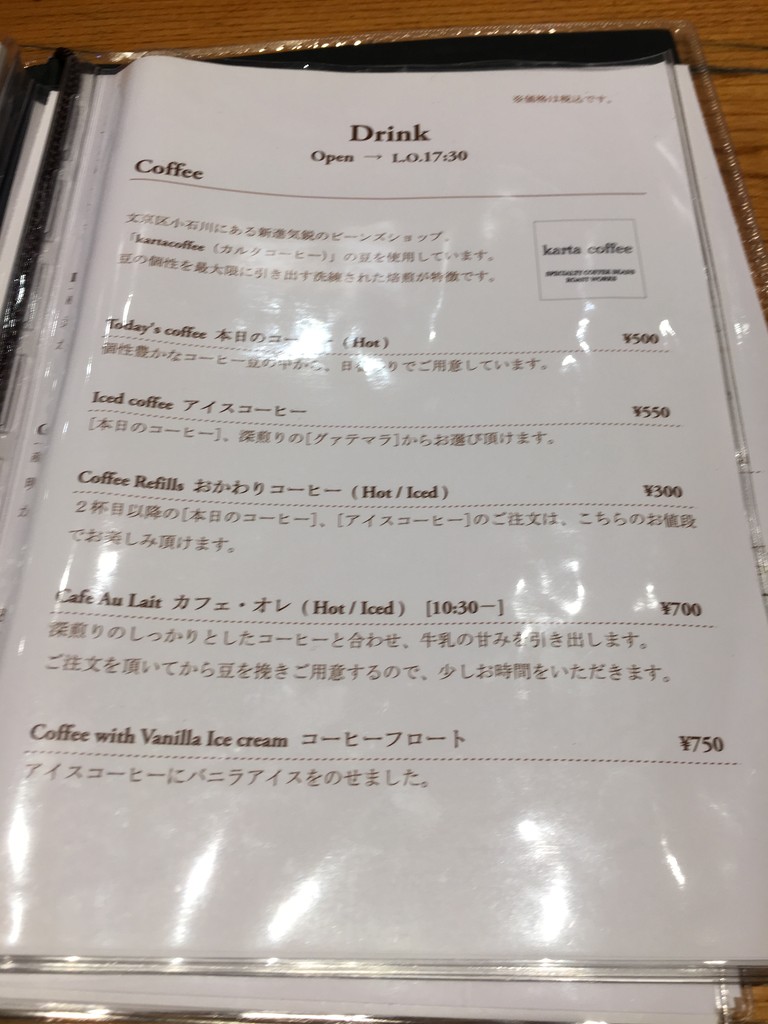 ※価格は税込です。
Drink
Open → L.O.17:30
Coffee
文京区小石川にある新進気鋭のビーンズショップ、
「kartacoffee（カルタコーヒー）」の豆を使用しています。
豆の個性を最大限に引き出す洗練された焙煎が特徴です。
karta coffee
SPECIALTY COFFEE BEANS
ROAST WORKS
Today's coffee 本日のコーヒー（Hot） ¥500
個性豊かなコーヒー豆の中から、日替わりでご用意しています。
Iced coffee アイスコーヒー ¥550
[本日のコーヒー]、深煎りの[グァテマラ]からお選び頂けます。
Coffee Refills おかわりコーヒー（Hot / Iced） ¥300
２杯目以降の[本日のコーヒー]、[アイスコーヒー]のご注文は、こちらのお値段
でお楽しみ頂けます。
Cafe Au Lait カフェ・オレ（Hot / Iced） [10:30－] ¥700
深煎りのしっかりとしたコーヒーと合わせ、牛乳の甘みを引き出します。
ご注文を頂いてから豆を挽きご用意するので、少しお時間をいただきます。
Coffee with Vanilla Ice cream コーヒーフロート ¥750
アイスコーヒーにバニラアイスをのせました。